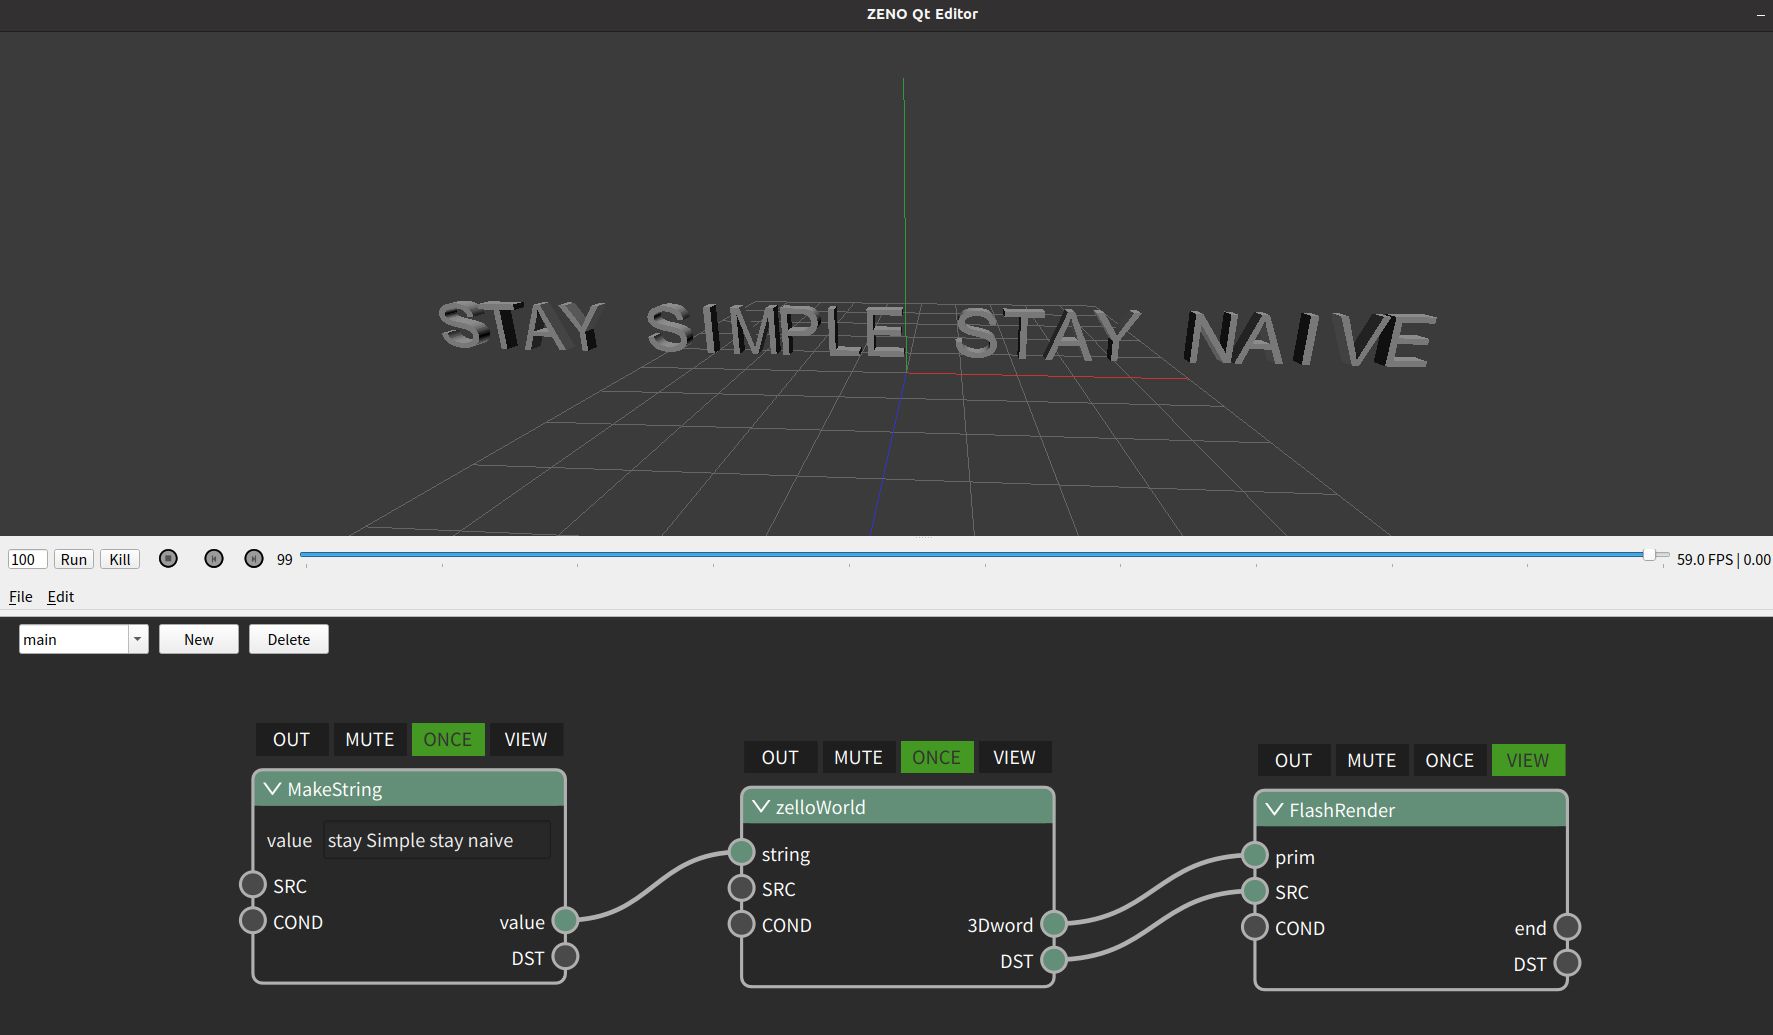 ZENO Qt Editor
STAY SIMPLE STAY NAIVE
100 Run Kill 99 59.0 FPS | 0.00
File Edit
main New Delete
OUT MUTE ONCE VIEW
MakeString
value stay Simple stay naive
SRC
COND value
DST
OUT MUTE ONCE VIEW
zelloWorld
string
SRC
COND 3Dword
DST
OUT MUTE ONCE VIEW
FlashRender
prim
SRC
COND end
DST